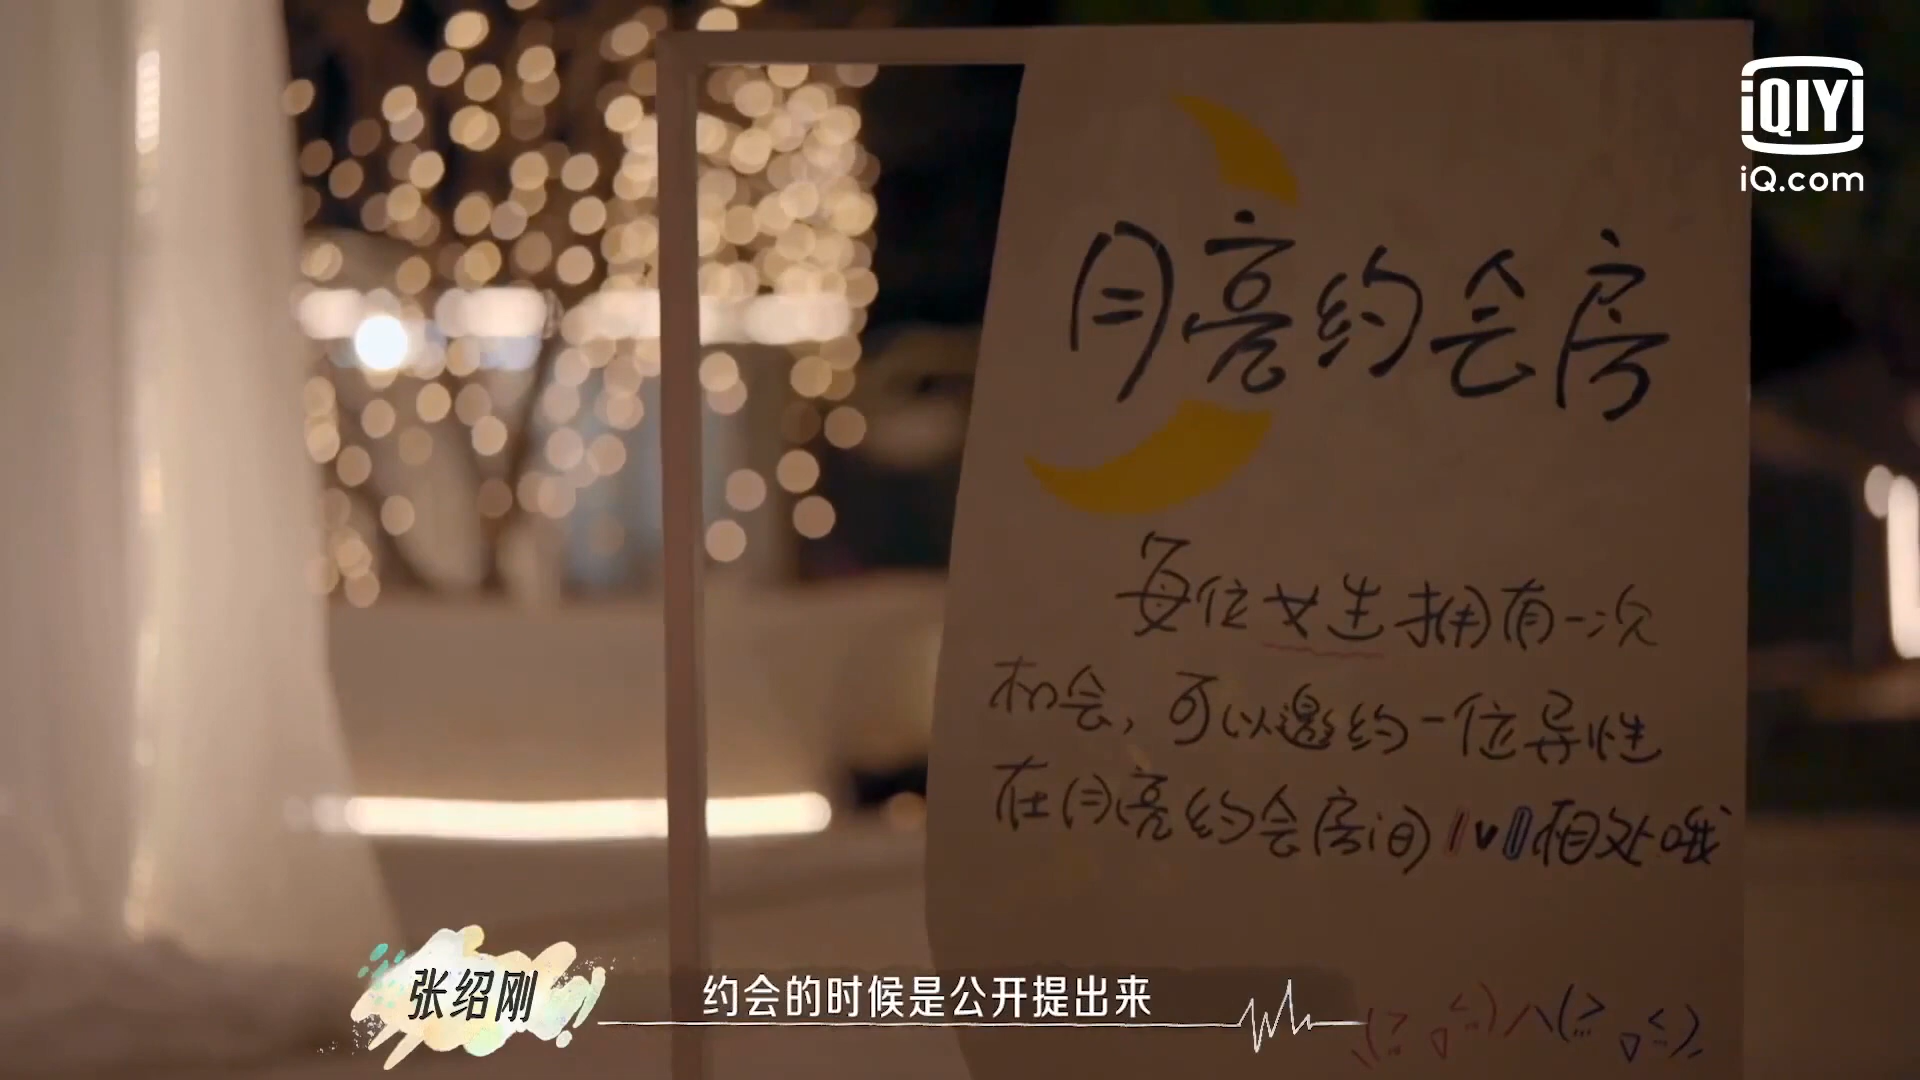 iQIYI
iQ.com
月亮约会房
每位女生拥有一次
机会,可以邀约一位异性
在月亮约会房间1v1相处哦
张绍刚
约会的时候是公开提出来